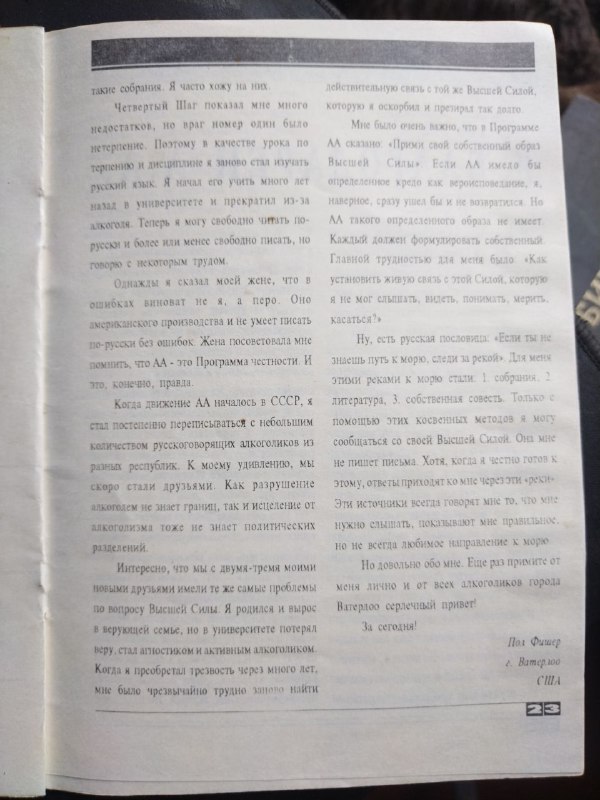 такие собрания. Я часто хожу на них.
Четвертый Шаг показал мне много
недостатков, но враг номер один было
нетерпение. Поэтому в качестве урока по
терпению и дисциплине я заново стал изучать
русский язык. Я начал его учить много лет
назад в университете и прекратил из-за
алкоголя. Теперь я могу свободно читать по-
русски и более или менее свободно писать, но
говорю с некоторым трудом.
Однажды я сказал моей жене, что в
ошибках виноват не я, а перо. Оно
американского производства и не умеет писать
по-русски без ошибок. Жена посоветовала мне
помнить, что АА - это Программа честности. И
это, конечно, правда.
Когда движение АА началось в СССР, я
стал постепенно переписываться с небольшим
количеством русскоговорящих алкоголиков из
разных республик. К моему удивлению, мы
скоро стали друзьями. Как разрушение
алкоголем не знает границ, так и исцеление от
алкоголизма тоже не знает политических
разделений.
Интересно, что мы с двумя-тремя моими
новыми друзьями имели те же самые проблемы
по вопросу Высшей Силы. Я родился и вырос
в верующей семье, но в университете потерял
веру, стал агностиком и активным алкоголиком.
Когда я преобретал трезвость через много лет,
мне было чрезвычайно трудно заново найти
действительную связь с той же Высшей Силой,
которую я оскорбил и презирал так долго.
Мне было очень важно, что в Программе
АА сказано: «Прими свой собственный образ
Высшей Силы» Если АА имело бы
определенное кредо как вероисповедание, я,
наверное, сразу ушел бы и не возвратился. Но
АА такого определенного образа не имеет.
Каждый должен формулировать собственный.
Главной трудностью для меня было «Как
установить живую связь с этой Силой, которую
я не мог слышать, видеть, понимать, мерить,
касаться?»
Ну, есть русская пословица: «Если ты не
знаешь путь к морю, следи за рекой». Для меня
этими реками к морю стали: 1. собрания, 2.
литература, 3. собственная совесть. Только с
помощью этих косвенных методов я могу
сообщаться со своей Высшей Силой. Она мне
не пишет письма. Хотя, когда я честно готов к
этому, ответы приходят ко мне через эти «реки»
Эти источники всегда говорят мне то, что мне
нужно слышать, показывают мне правильное,
но не всегда любимое направление к морю
Но довольно обо мне. Еще раз примите от
меня лично и от всех алкоголиков города
Ватерлоо сердечный привет!
За сегодня!
Пол Фишер
г. Ватерлоо
США
23
БИ